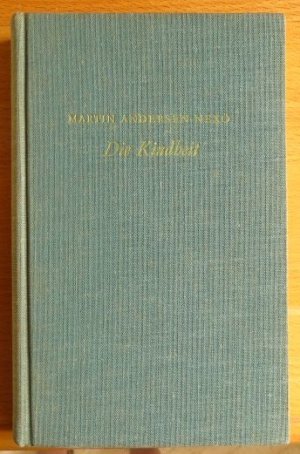 MARTIN ANDERSEN NEXÖ
Die Kindheit